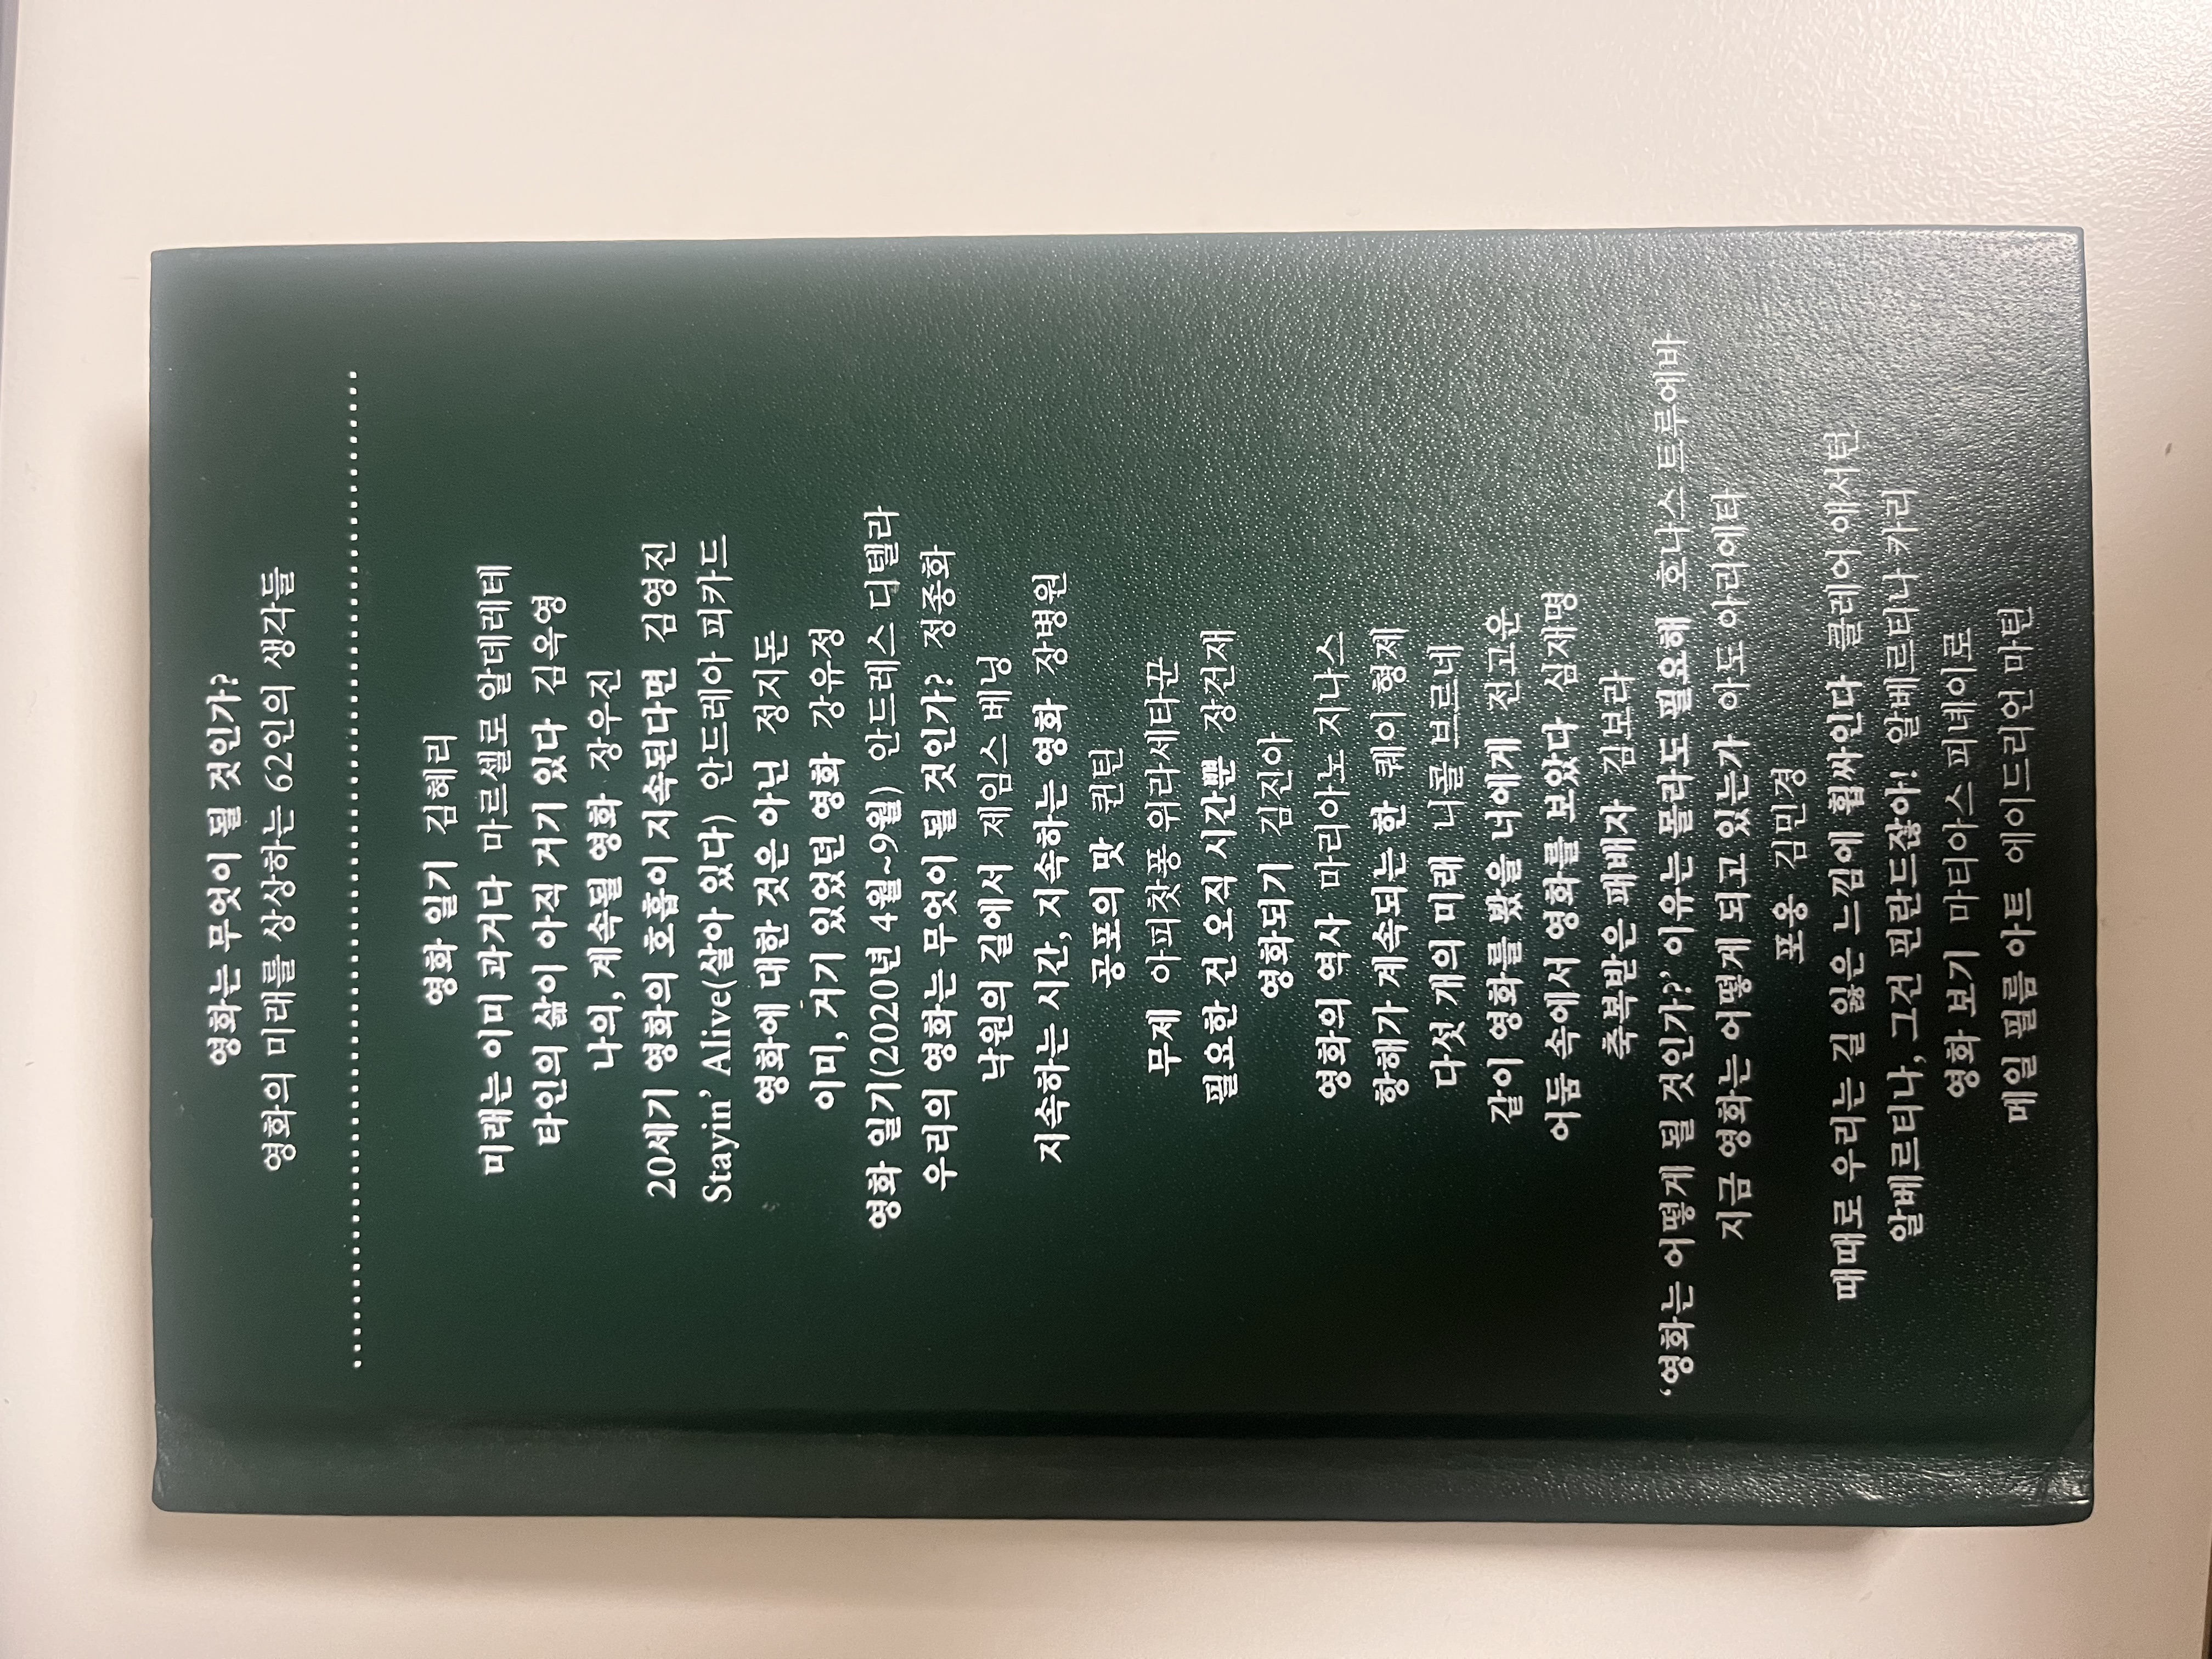 영화는 무엇이 될 것인가?
영화의 미래를 상상하는 62인의 생각들
영화 일기 김혜리
미래는 이미 과거다 마르셀로 알데레테
타인의 삶이 아직 거기 있다 김옥영
나의, 계속될 영화 장우진
20세기 영화의 호흡이 지속된다면 김영진
Stayin’ Alive(살아 있다) 안드레아 피카드
영화에 대한 것은 아닌 정지돈
이미, 거기 있었던 영화 강유정
영화 일기(2020년 4월~9월) 안드레스 디텔라
우리의 영화는 무엇이 될 것인가? 정종화
낙원의 길에서 제임스 베닝
지속하는 시간, 지속하는 영화 장병원
공포의 맛 퀸틴
무제 아피찻퐁 위라세타꾼
필요한 건 오직 시간뿐 장건재
영화되기 김진아
영화의 역사 마리아노 지나스
항해가 계속되는 한 퀘이 형제
다섯 개의 미래 니콜 브르네
같이 영화를 봤을 너에게 전고운
어둠 속에서 영화를 보았다 심재명
축복받은 패배자 김보라
‘영화는 어떻게 될 것인가?’ 이유는 몰라도 필요해 호나스 트루에바
지금 영화는 어떻게 되고 있는가 아도 아리에타
포옹 김민경
때때로 우리는 길 잃은 느낌에 휩싸인다 클레어 애서턴
알베르티나, 그건 핀란드잖아! 알베르티나 카리
영화 보기 마티아스 피녜이로
메일 필름 아트 에이드리언 마틴